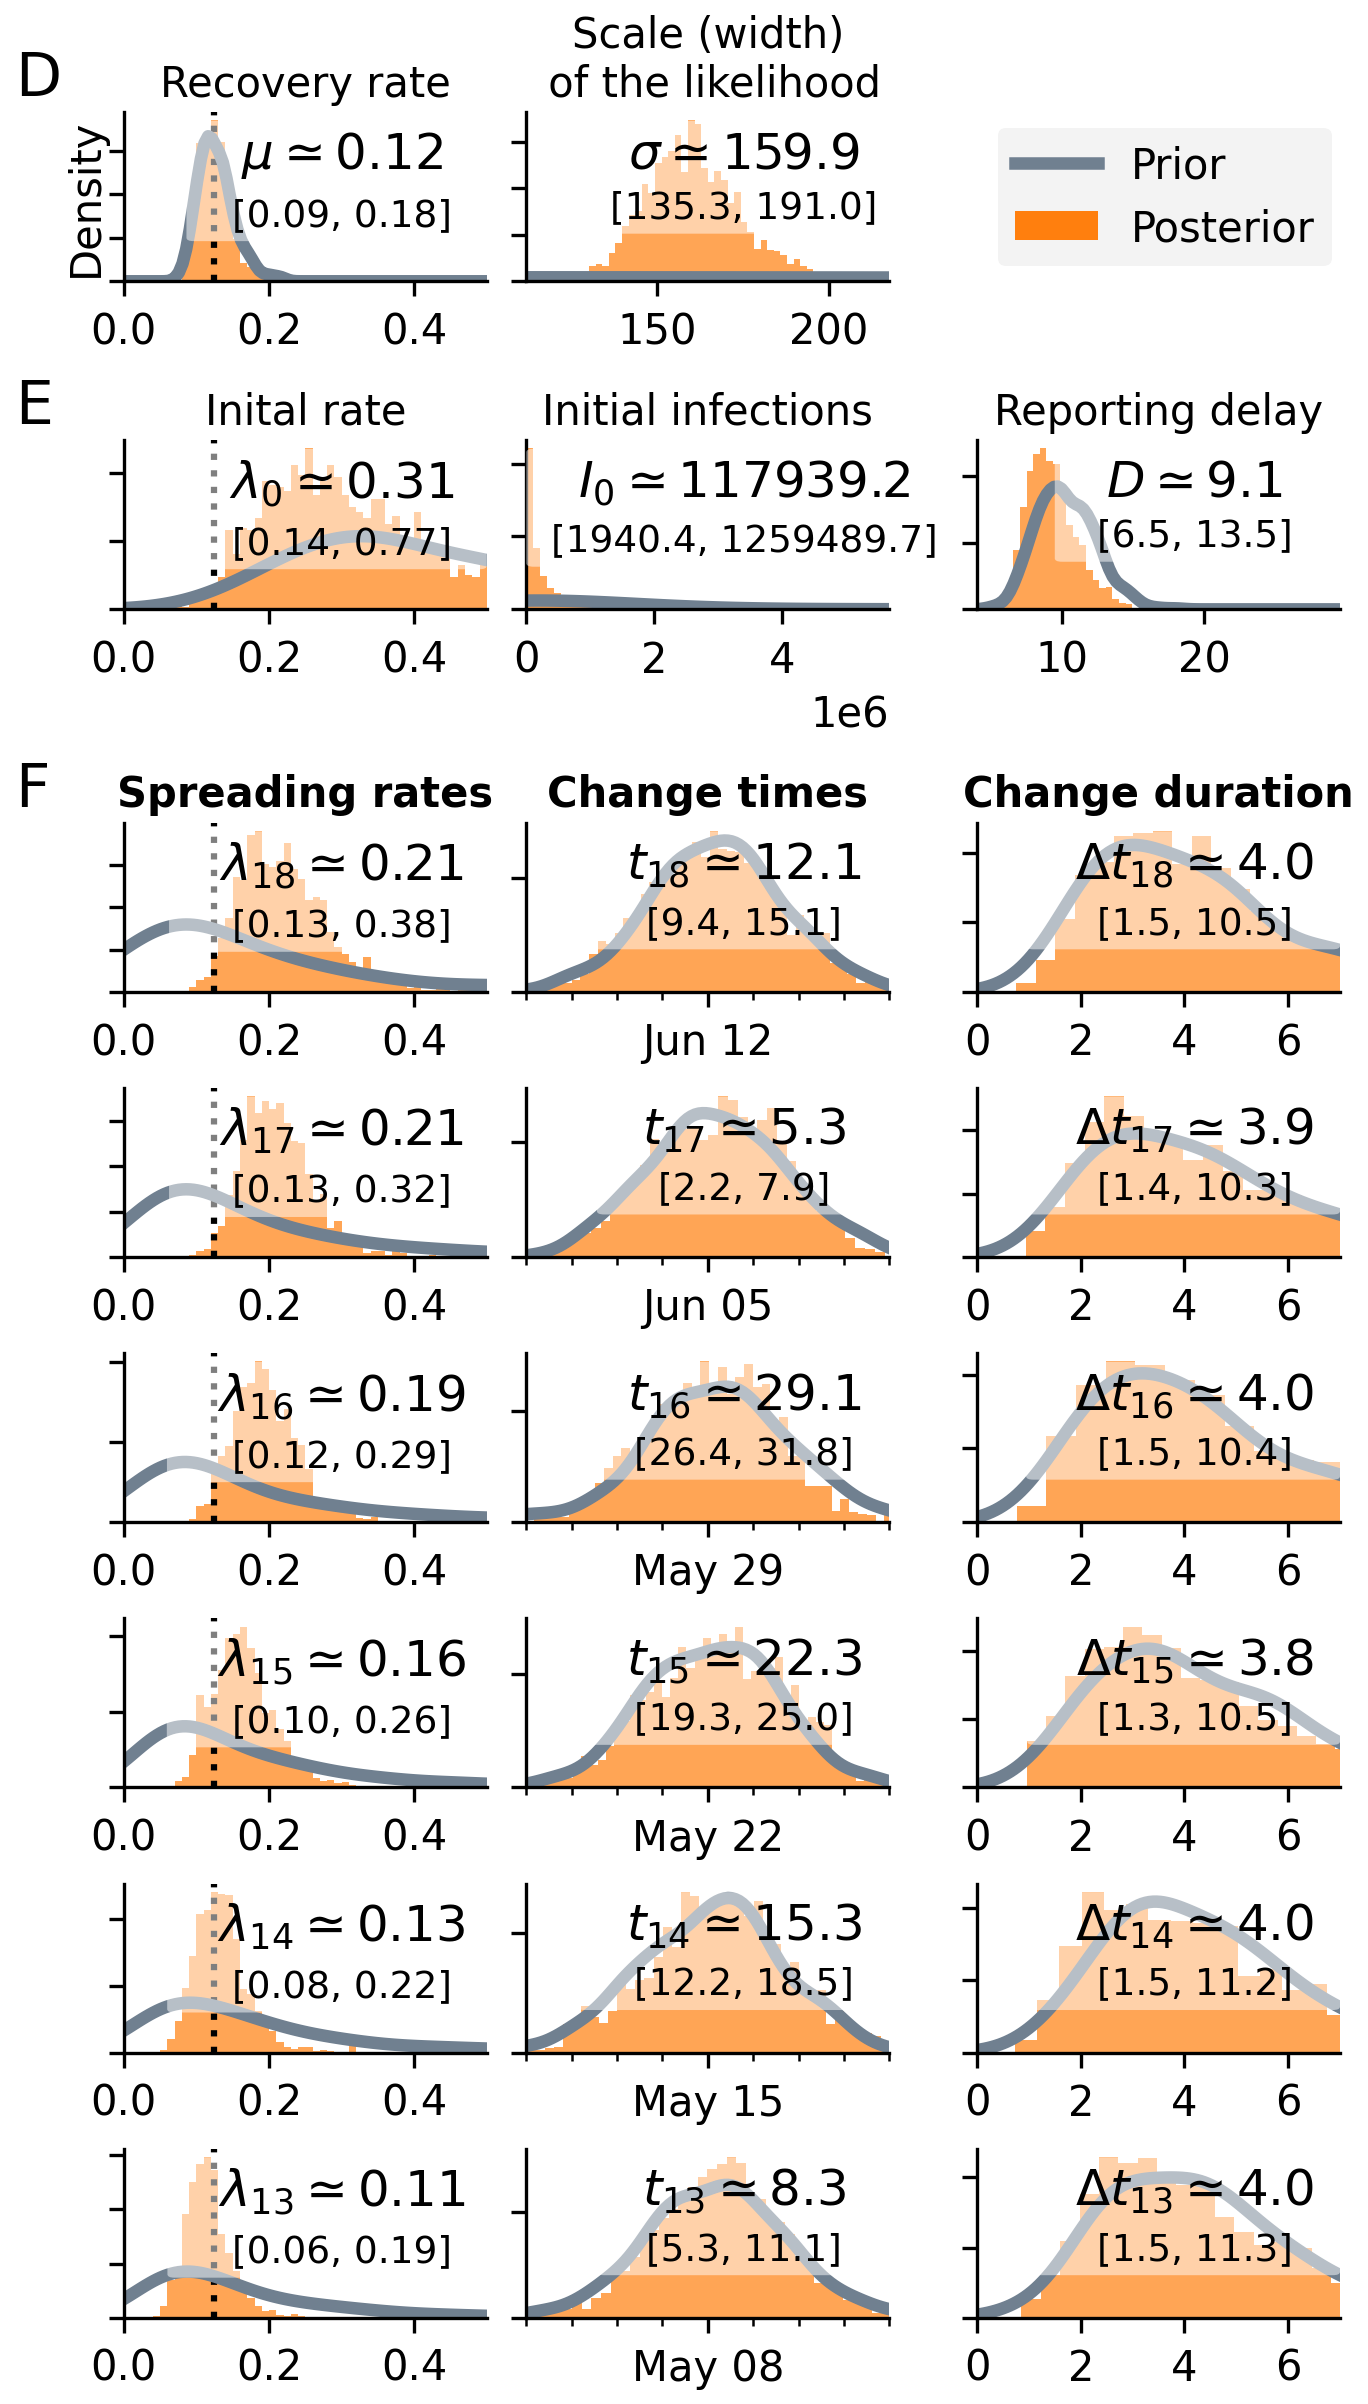 D
Recovery rate
Scale (width)
of the likelihood
Density
μ ≃ 0.12
[0.09, 0.18]
σ ≃ 159.9
[135.3, 191.0]
Prior
Posterior
0.0 0.2 0.4
150 200
E
Inital rate
Initial infections
Reporting delay
λ0 ≃ 0.31
[0.14, 0.77]
I0 ≃ 117939.2
[1940.4, 1259489.7]
D ≃ 9.1
[6.5, 13.5]
0.0 0.2 0.4
0 2 4
1e6
10 20
F
Spreading rates
Change times
Change duration
λ18 ≃ 0.21
[0.13, 0.38]
t18 ≃ 12.1
[9.4, 15.1]
Δt18 ≃ 4.0
[1.5, 10.5]
0.0 0.2 0.4
Jun 12
0 2 4 6
λ17 ≃ 0.21
[0.13, 0.32]
t17 ≃ 5.3
[2.2, 7.9]
Δt17 ≃ 3.9
[1.4, 10.3]
0.0 0.2 0.4
Jun 05
0 2 4 6
λ16 ≃ 0.19
[0.12, 0.29]
t16 ≃ 29.1
[26.4, 31.8]
Δt16 ≃ 4.0
[1.5, 10.4]
0.0 0.2 0.4
May 29
0 2 4 6
λ15 ≃ 0.16
[0.10, 0.26]
t15 ≃ 22.3
[19.3, 25.0]
Δt15 ≃ 3.8
[1.3, 10.5]
0.0 0.2 0.4
May 22
0 2 4 6
λ14 ≃ 0.13
[0.08, 0.22]
t14 ≃ 15.3
[12.2, 18.5]
Δt14 ≃ 4.0
[1.5, 11.2]
0.0 0.2 0.4
May 15
0 2 4 6
λ13 ≃ 0.11
[0.06, 0.19]
t13 ≃ 8.3
[5.3, 11.1]
Δt13 ≃ 4.0
[1.5, 11.3]
0.0 0.2 0.4
May 08
0 2 4 6